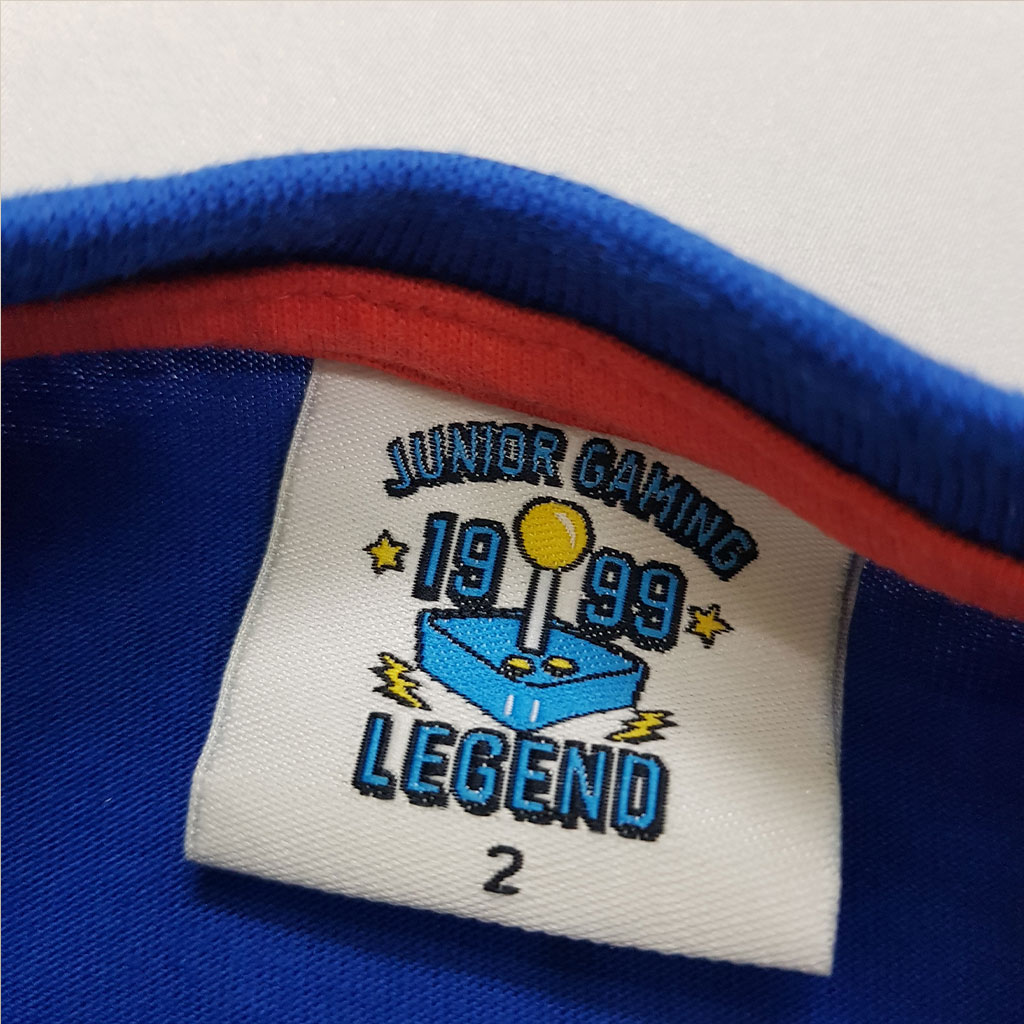 JUNIOR GAMING
1999
LEGEND
2